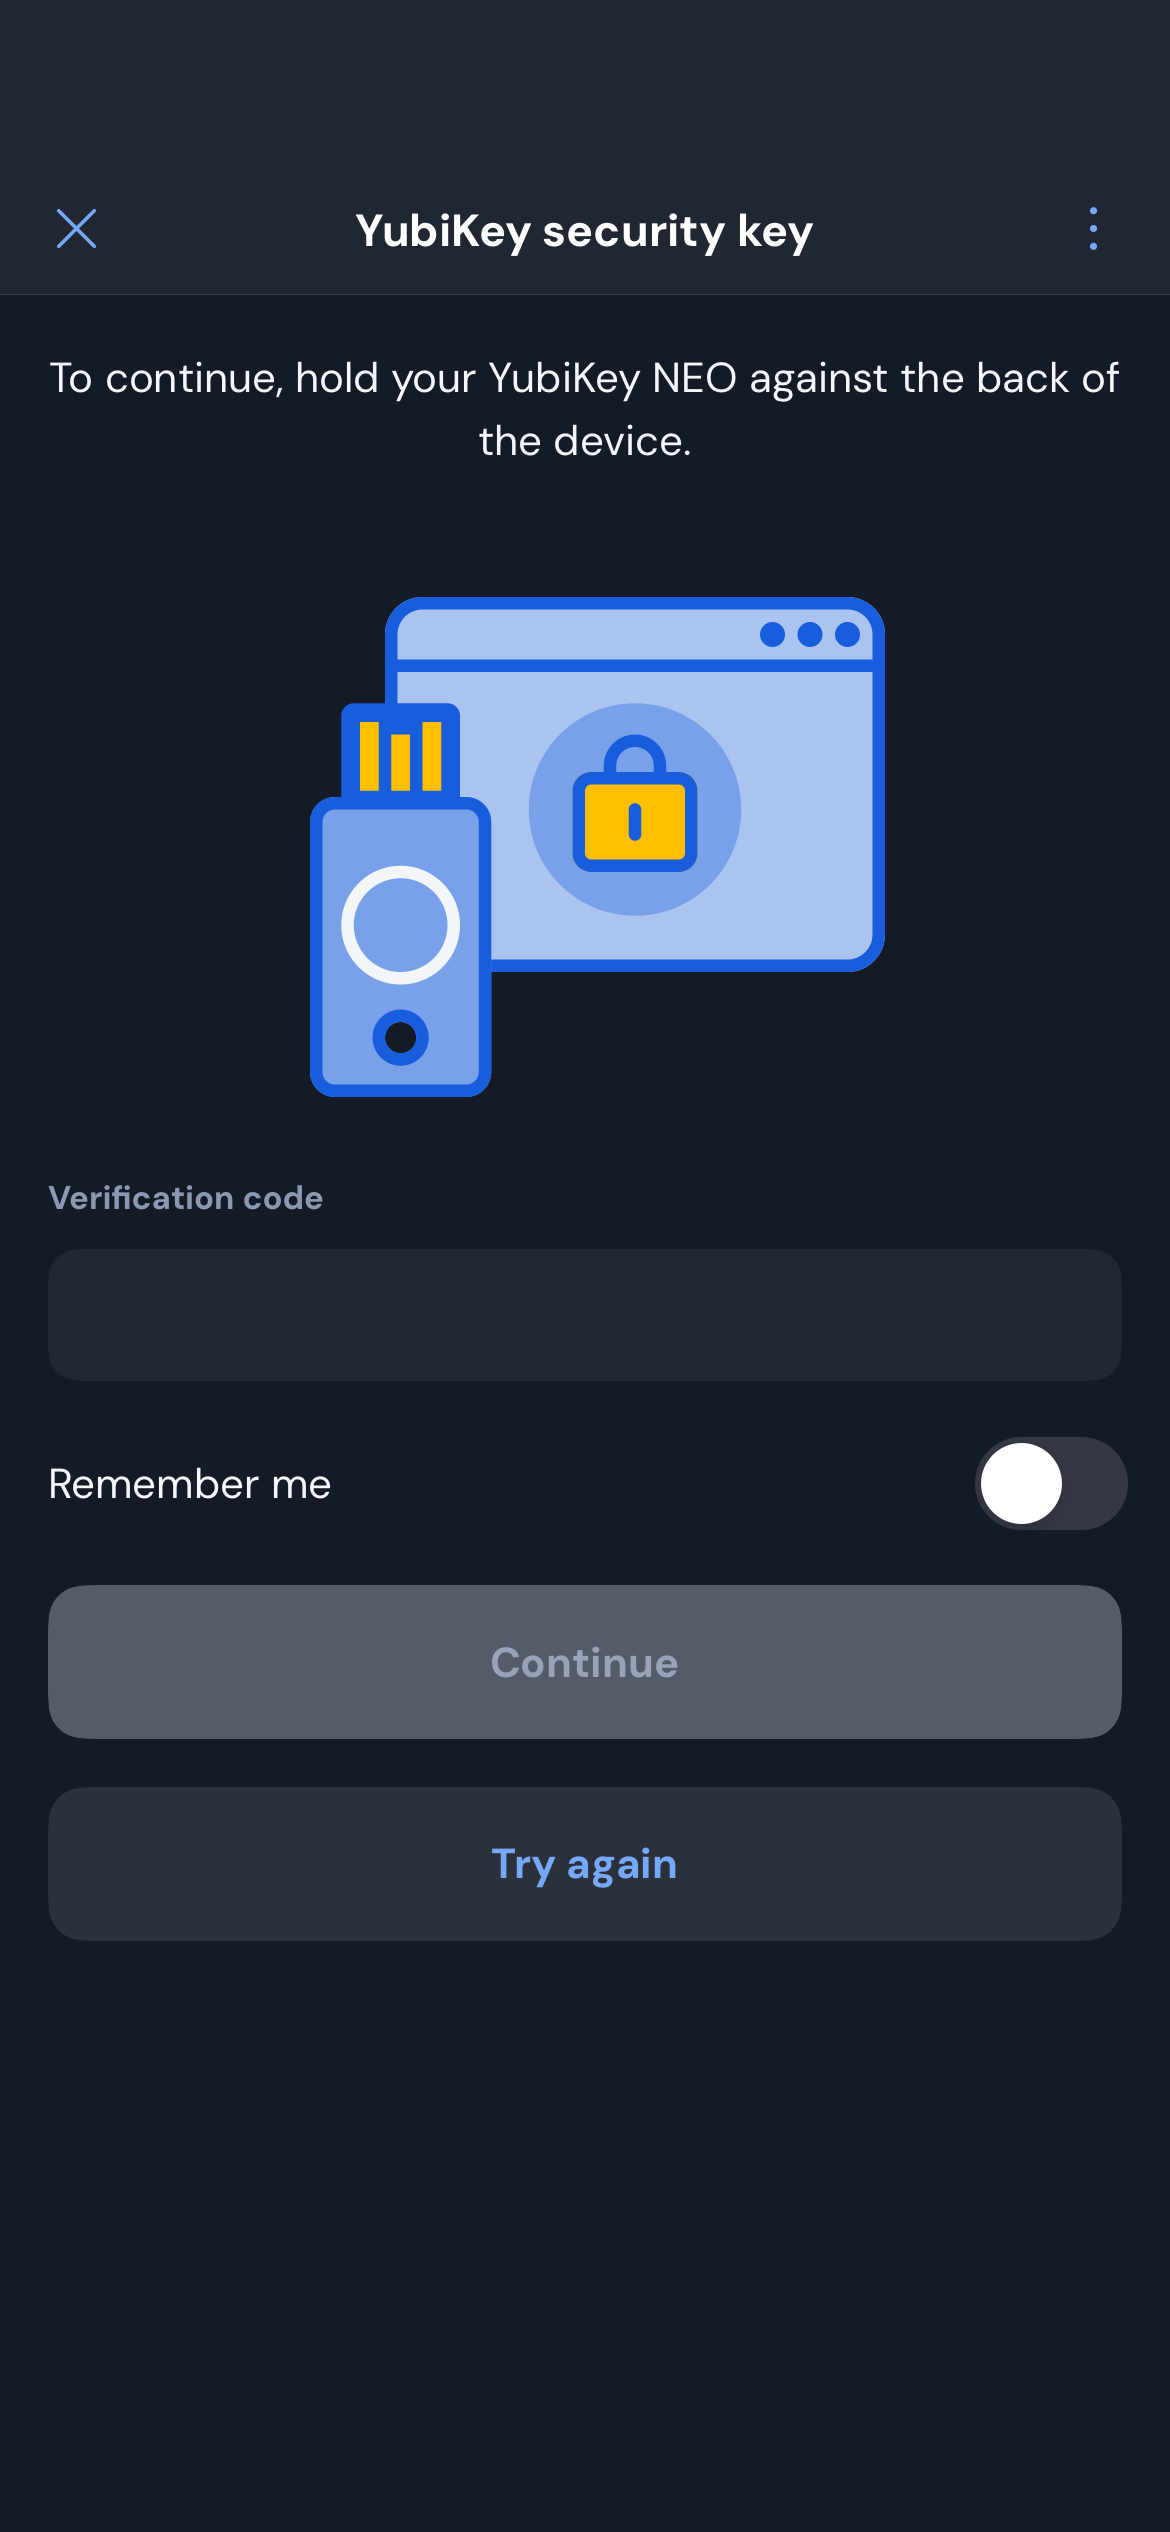 YubiKey security key
To continue, hold your YubiKey NEO against the back of
the device.
Verification code
Remember me
Continue
Try again